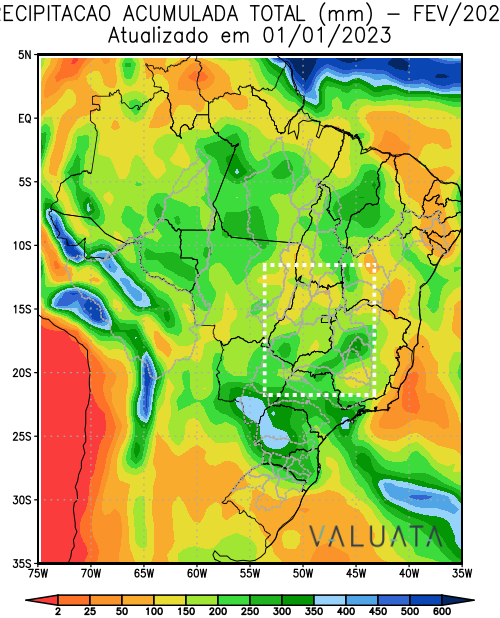 RECIPITACAO ACUMULADA TOTAL (mm) – FEV/202
Atualizado em 01/01/2023
5N
EQ
5S
10S
15S
20S
25S
30S
35S
75W 70W 65W 60W 55W 50W 45W 40W 35W
VALUATA
2 25 50 100 150 200 250 300 350 400 450 500 600